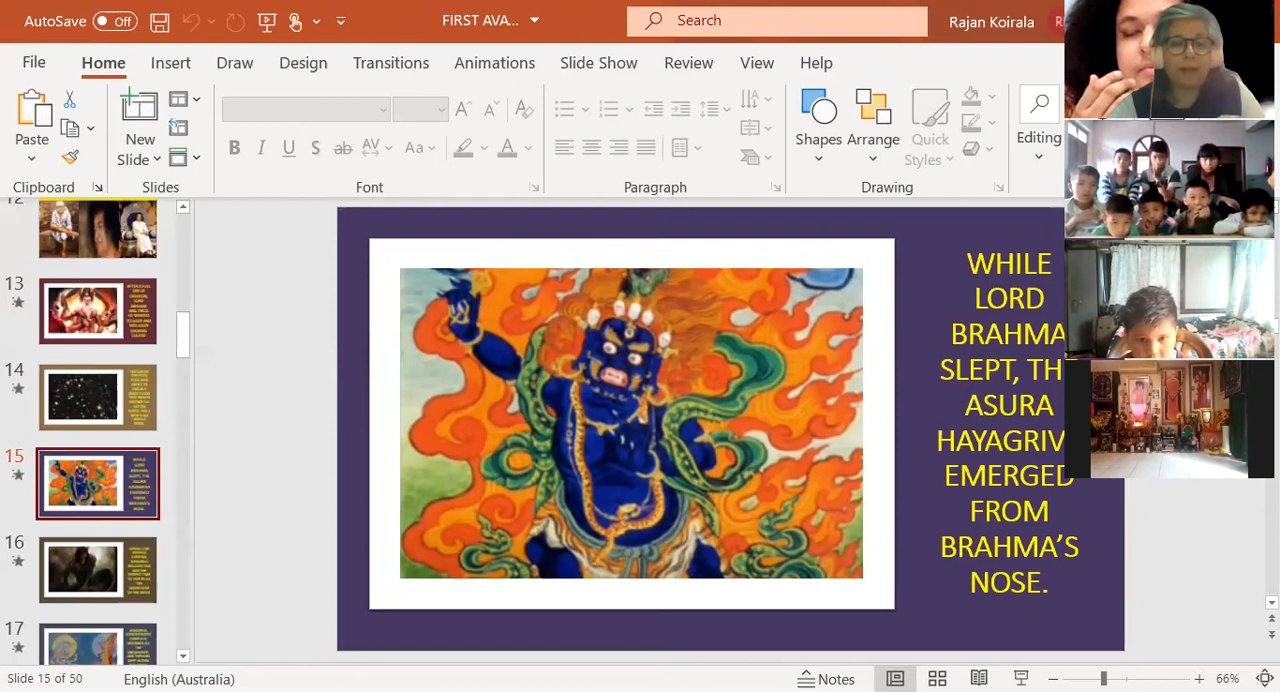 AutoSave Off FIRST AVA... Search Rajan Koirala
File Home Insert Draw Design Transitions Animations Slide Show Review View Help
Paste New Slide Shapes Arrange Quick Styles Editing
Clipboard Slides Font Paragraph Drawing
12
13
14
15
16
17
WHILE
LORD
BRAHMA
SLEPT, TH
ASURA
HAYAGRIV
EMERGED
FROM
BRAHMA'S
NOSE.
Slide 15 of 50 English (Australia) Notes 66%